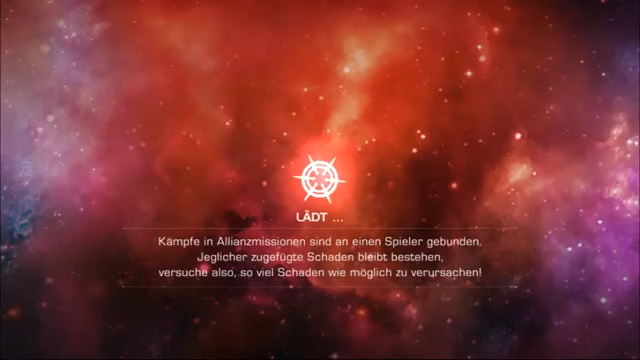 LÄDT ...
Kämpfe in Allianzmissionen sind an einen Spieler gebunden.
Jeglicher zugefügte Schaden bleibt bestehen,
versuche also, so viel Schaden wie möglich zu verursachen!